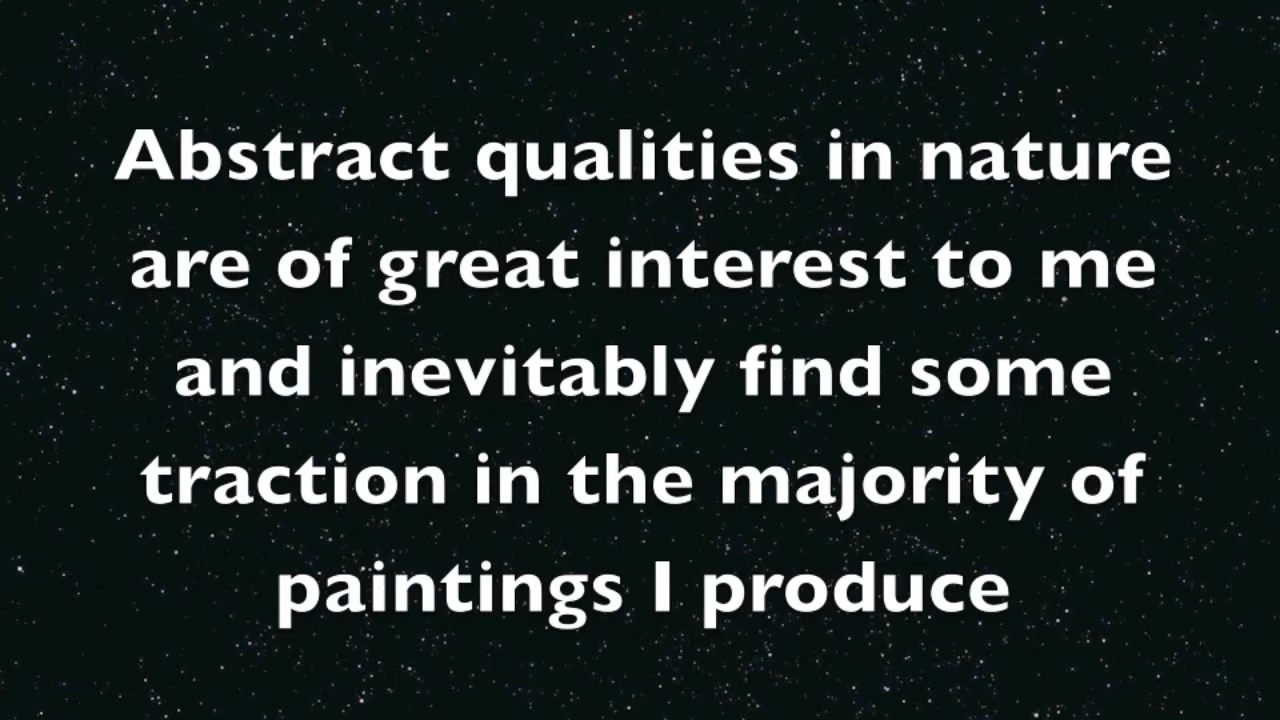 Abstract qualities in nature
are of great interest to me
and inevitably find some
traction in the majority of
paintings I produce